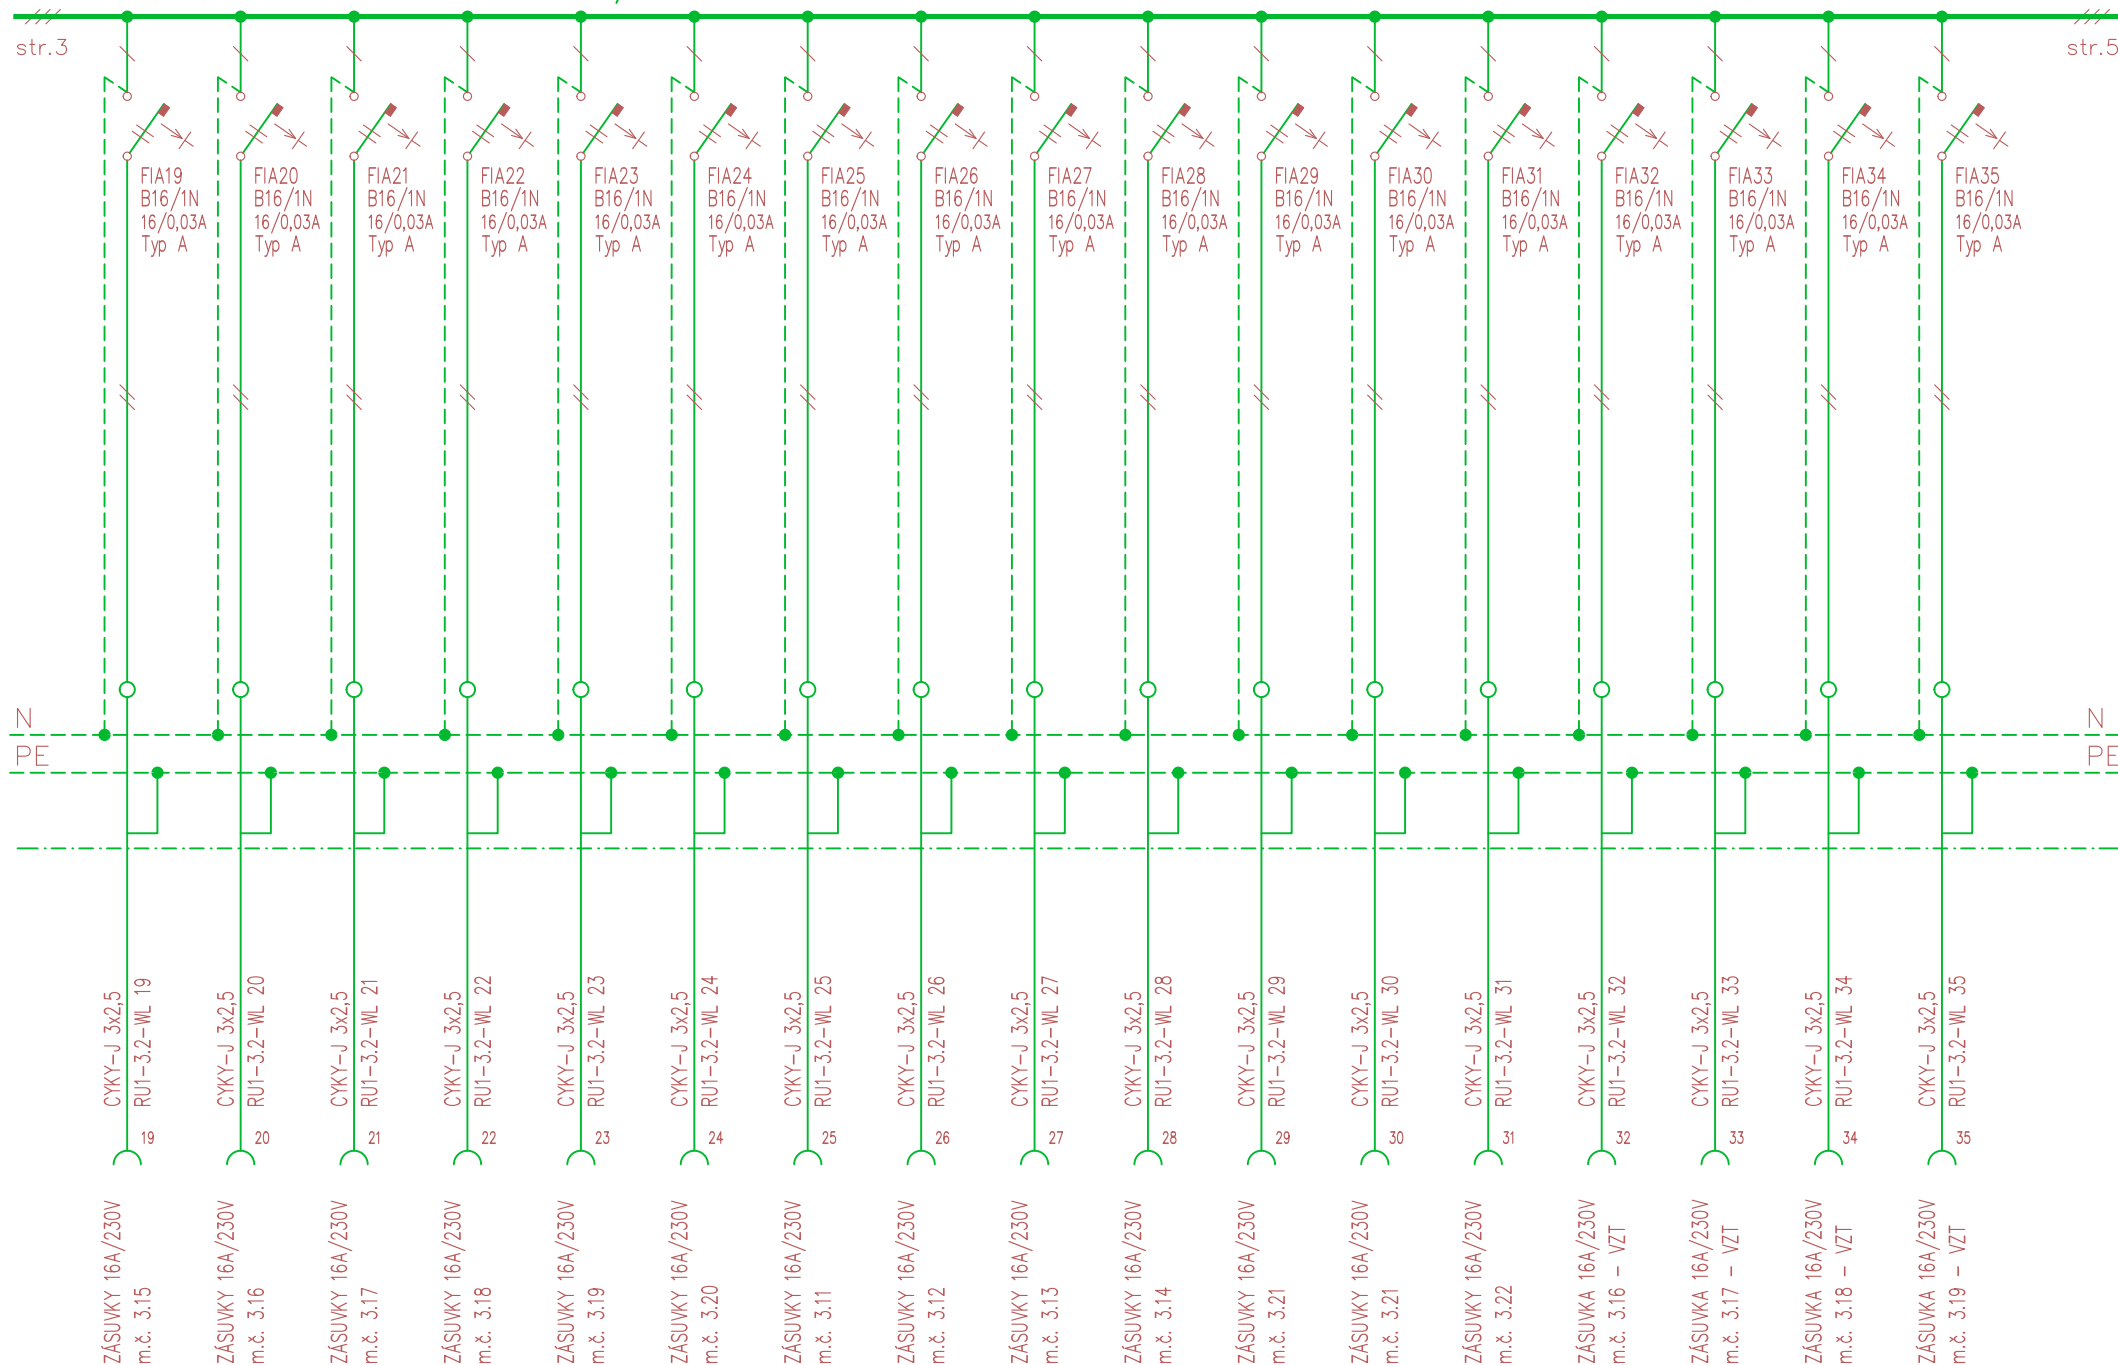 str.3
str.5
FIA19
B16/1N
16/0,03A
Typ A
FIA20
B16/1N
16/0,03A
Typ A
FIA21
B16/1N
16/0,03A
Typ A
FIA22
B16/1N
16/0,03A
Typ A
FIA23
B16/1N
16/0,03A
Typ A
FIA24
B16/1N
16/0,03A
Typ A
FIA25
B16/1N
16/0,03A
Typ A
FIA26
B16/1N
16/0,03A
Typ A
FIA27
B16/1N
16/0,03A
Typ A
FIA28
B16/1N
16/0,03A
Typ A
FIA29
B16/1N
16/0,03A
Typ A
FIA30
B16/1N
16/0,03A
Typ A
FIA31
B16/1N
16/0,03A
Typ A
FIA32
B16/1N
16/0,03A
Typ A
FIA33
B16/1N
16/0,03A
Typ A
FIA34
B16/1N
16/0,03A
Typ A
FIA35
B16/1N
16/0,03A
Typ A
N
N
PE
PE
CYKY-J 3x2,5
RU1-3.2-WL 19
CYKY-J 3x2,5
RU1-3.2-WL 20
CYKY-J 3x2,5
RU1-3.2-WL 21
CYKY-J 3x2,5
RU1-3.2-WL 22
CYKY-J 3x2,5
RU1-3.2-WL 23
CYKY-J 3x2,5
RU1-3.2-WL 24
CYKY-J 3x2,5
RU1-3.2-WL 25
CYKY-J 3x2,5
RU1-3.2-WL 26
CYKY-J 3x2,5
RU1-3.2-WL 27
CYKY-J 3x2,5
RU1-3.2-WL 28
CYKY-J 3x2,5
RU1-3.2-WL 29
CYKY-J 3x2,5
RU1-3.2-WL 30
CYKY-J 3x2,5
RU1-3.2-WL 31
CYKY-J 3x2,5
RU1-3.2-WL 32
CYKY-J 3x2,5
RU1-3.2-WL 33
CYKY-J 3x2,5
RU1-3.2-WL 34
CYKY-J 3x2,5
RU1-3.2-WL 35
19
20
21
22
23
24
25
26
27
28
29
30
31
32
33
34
35
ZÁSUVKY 16A/230V
m.č. 3.15
ZÁSUVKY 16A/230V
m.č. 3.16
ZÁSUVKY 16A/230V
m.č. 3.17
ZÁSUVKY 16A/230V
m.č. 3.18
ZÁSUVKY 16A/230V
m.č. 3.19
ZÁSUVKY 16A/230V
m.č. 3.20
ZÁSUVKY 16A/230V
m.č. 3.11
ZÁSUVKY 16A/230V
m.č. 3.12
ZÁSUVKY 16A/230V
m.č. 3.13
ZÁSUVKY 16A/230V
m.č. 3.14
ZÁSUVKY 16A/230V
m.č. 3.21
ZÁSUVKY 16A/230V
m.č. 3.21
ZÁSUVKY 16A/230V
m.č. 3.22
ZÁSUVKA 16A/230V
m.č. 3.16 - VZT
ZÁSUVKA 16A/230V
m.č. 3.17 - VZT
ZÁSUVKA 16A/230V
m.č. 3.18 - VZT
ZÁSUVKA 16A/230V
m.č. 3.19 - VZT